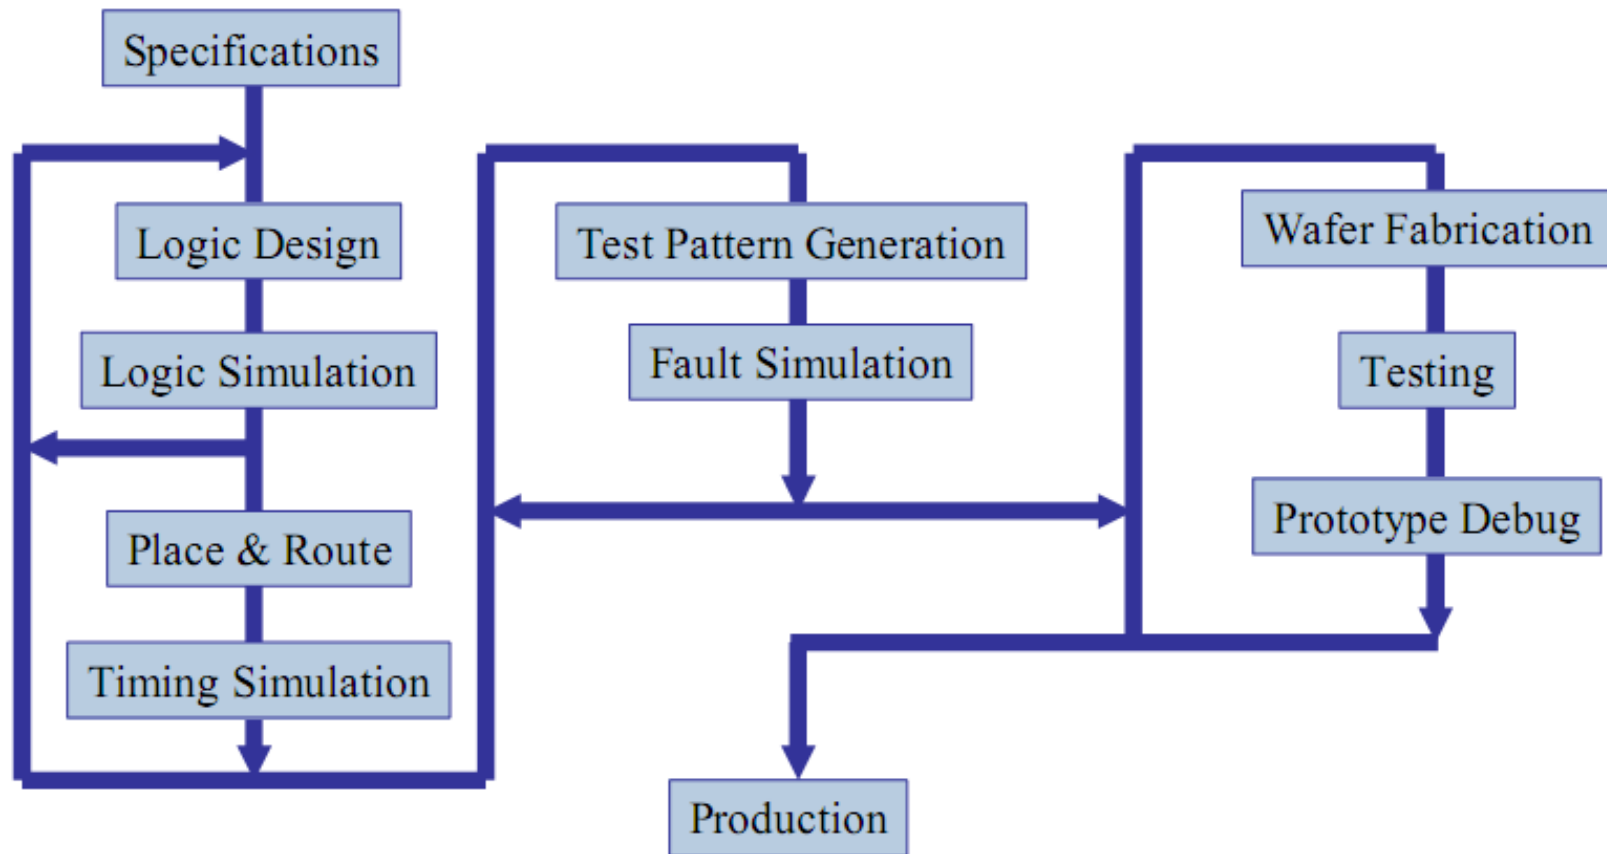 Specifications
Logic Design
Logic Simulation
Place & Route
Timing Simulation
Test Pattern Generation
Fault Simulation
Wafer Fabrication
Testing
Prototype Debug
Production